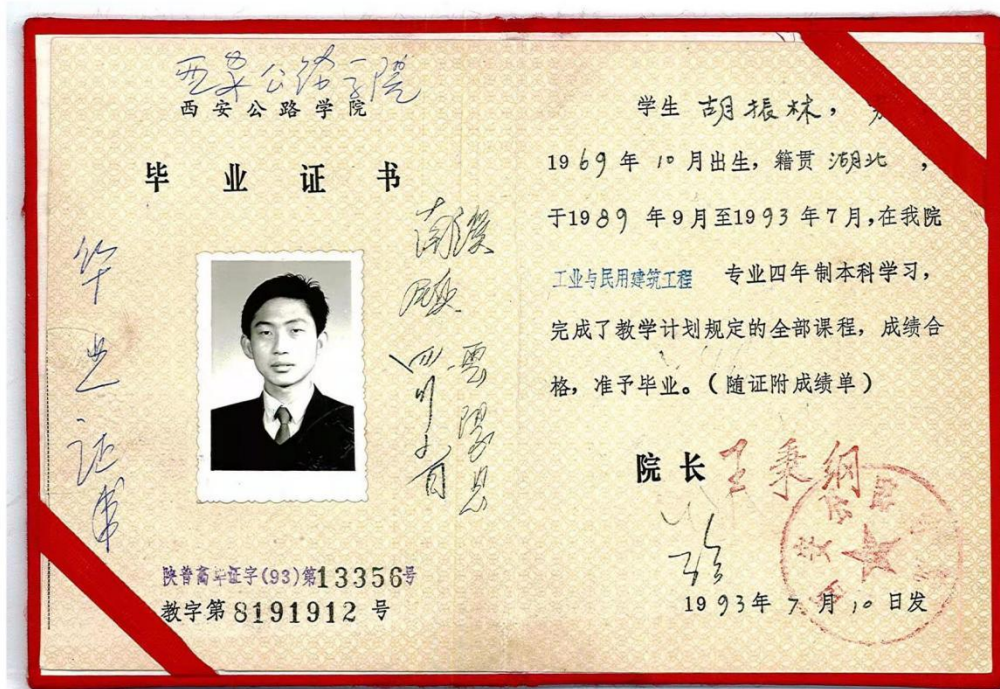 西安公路学院
西安公路学院
毕业证书
毕业证书
四川省
云阳县
陕普高毕证字(93)第13356号
教字第8191912号
学生 胡振林，
1969年10月出生，籍贯 湖北，
于1989年9月至1993年7月，在我院
工业与民用建筑工程 专业四年制本科学习，
完成了教学计划规定的全部课程，成绩合
格，准予毕业。（随证附成绩单）
院长 王秉纲
1993年7月10日发